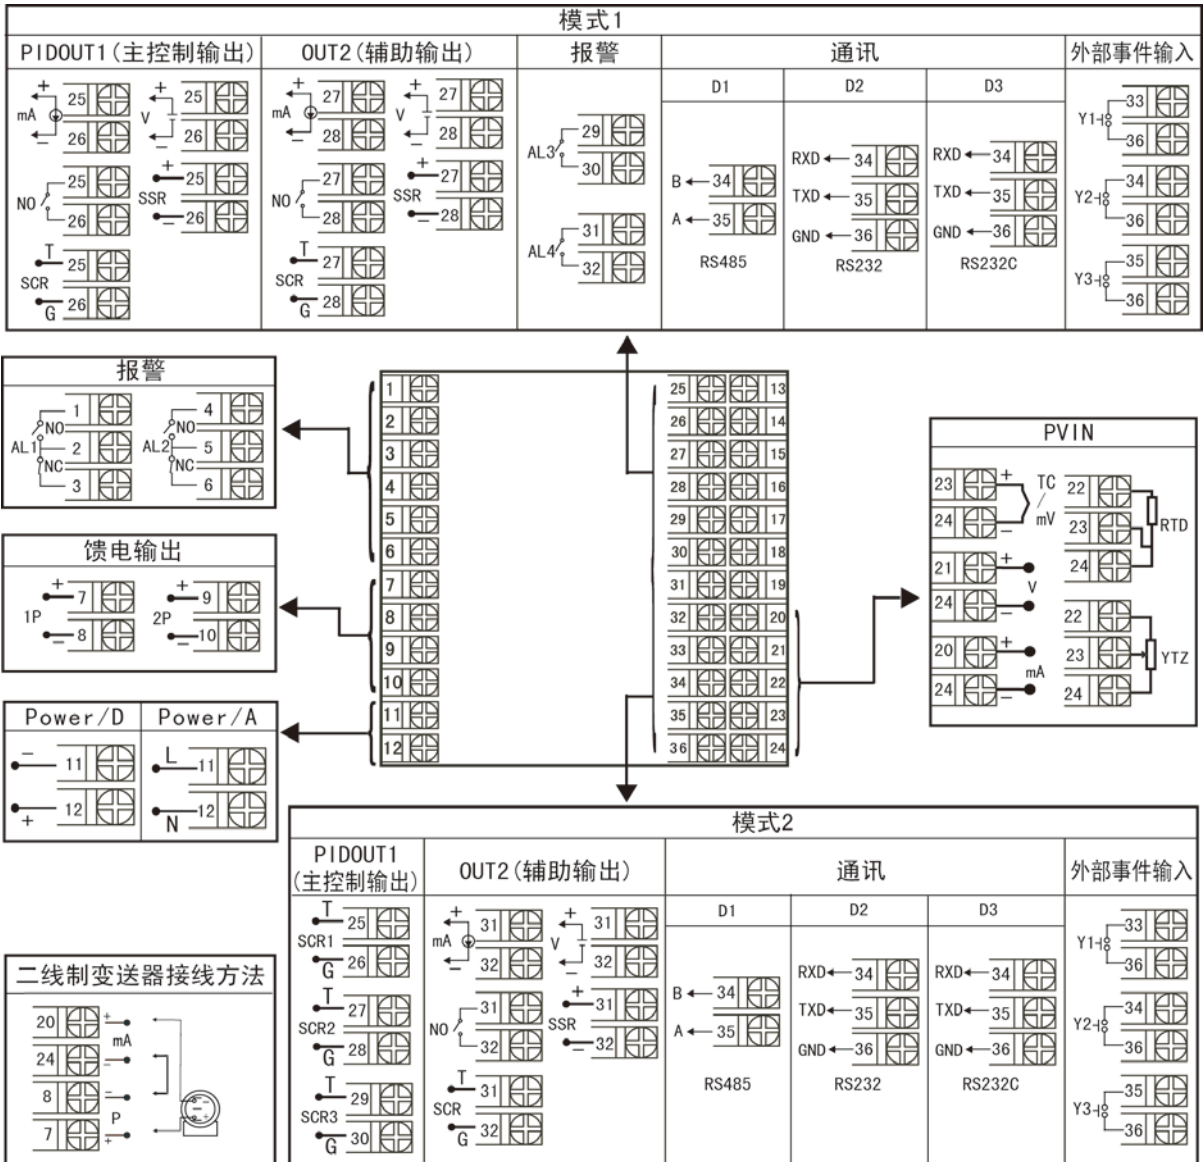 模式1
PIDOUT1(主控制输出) OUT2(辅助输出) 报警 通讯 外部事件输入
D1 D2 D3
+ mA − 25 26
+ V − 25 26
NO 25 26
+ SSR − 25 26
T SCR G 25 26
+ mA − 27 28
+ V − 27 28
NO 27 28
+ SSR − 27 28
T SCR G 27 28
AL3 29 30
AL4 31 32
B 34
A 35
RS485
RXD 34
TXD 35
GND 36
RS232
RXD 34
TXD 35
GND 36
RS232C
Y1 33 36
Y2 34 36
Y3 35 36
报警
AL1 NO NC 1 2 3
AL2 NO NC 4 5 6
馈电输出
1P + 7 − 8
2P + 9 − 10
Power/D Power/A
− 11 L 11
+ 12 N 12
1 25 13
2 26 14
3 27 15
4 28 16
5 29 17
6 30 18
7 31 19
8 32 20
9 33 21
10 34 22
11 35 23
12 36 24
PVIN
23 + 24 − TC / mV
21 + 24 − V
20 + 24 − mA
22 23 24 RTD
22 23 24 YTZ
二线制变送器接线方法
20 +
mA
24 −
8 −
P
7 +
− +
模式2
PIDOUT1
(主控制输出) OUT2(辅助输出) 通讯 外部事件输入
D1 D2 D3
T SCR1 G 25 26
T SCR2 G 27 28
T SCR3 G 29 30
+ mA − 31 32
+ V − 31 32
NO 31 32
+ SSR − 31 32
T SCR G 31 32
B 34
A 35
RS485
RXD 34
TXD 35
GND 36
RS232
RXD 34
TXD 35
GND 36
RS232C
Y1 33 36
Y2 34 36
Y3 35 36